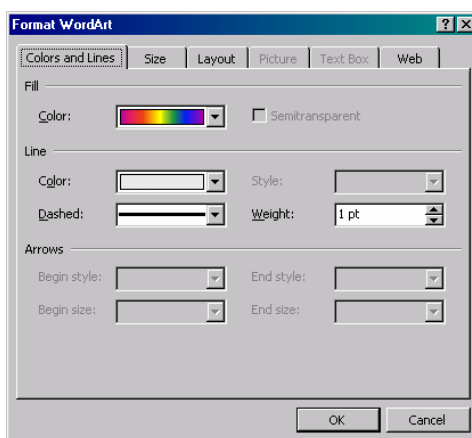 Format WordArt
Colors and Lines Size Layout Picture Text Box Web
Fill
Color: Semitransparent
Line
Color: Style:
Dashed: Weight: 1 pt
Arrows
Begin style: End style:
Begin size: End size:
OK Cancel